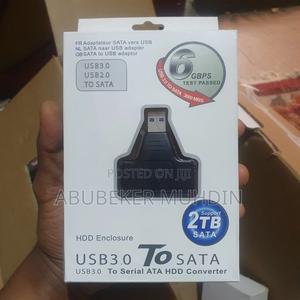 FR Adaptateur SATA vers USB
NL SATA naar USB adapter
GB SATA to USB adaptor
USB3.0
USB2.0
TO SATA
6
GBPS
TEST PASSED
POSTED ON JIJI
ABUBEKER MUHDIN
Support
2TB
SATA
HDD Enclosure
USB3.0 To SATA
USB3.0 To Serial ATA HDD Converter